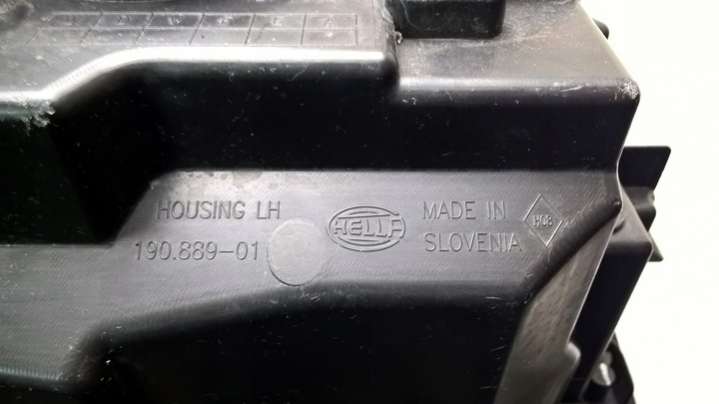 HOUSING LH
190.889-01
HELLA
MADE IN
SLOVENIA